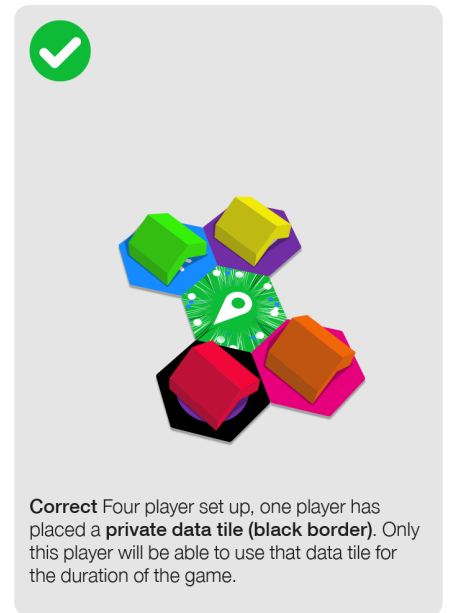 Correct Four player set up, one player has
placed a private data tile (black border). Only
this player will be able to use that data tile for
the duration of the game.